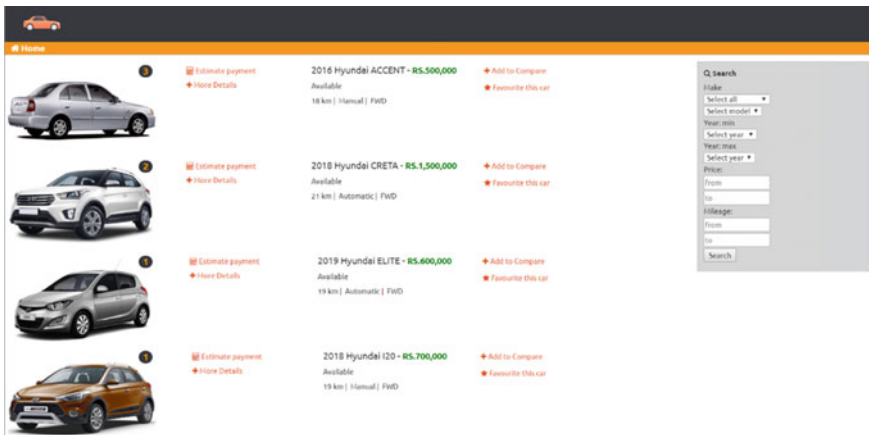 Home
3
Estimate payment
More Details
2016 Hyundai ACCENT - RS.500,000
Available
18 km | Manual | FWD
Add to Compare
Favourite this car
2
Estimate payment
More Details
2018 Hyundai CRETA - RS.1,500,000
Available
21 km | Automatic | FWD
Add to Compare
Favourite this car
1
Estimate payment
More Details
2019 Hyundai ELITE - RS.600,000
Available
19 km | Automatic | FWD
Add to Compare
Favourite this car
1
Estimate payment
More Details
2018 Hyundai I20 - RS.700,000
Available
19 km | Manual | FWD
Add to Compare
Favourite this car
Search
Make
Select all
Select model
Year: min
Select year
Year: max
Select year
Price:
from
to
Mileage:
from
to
Search